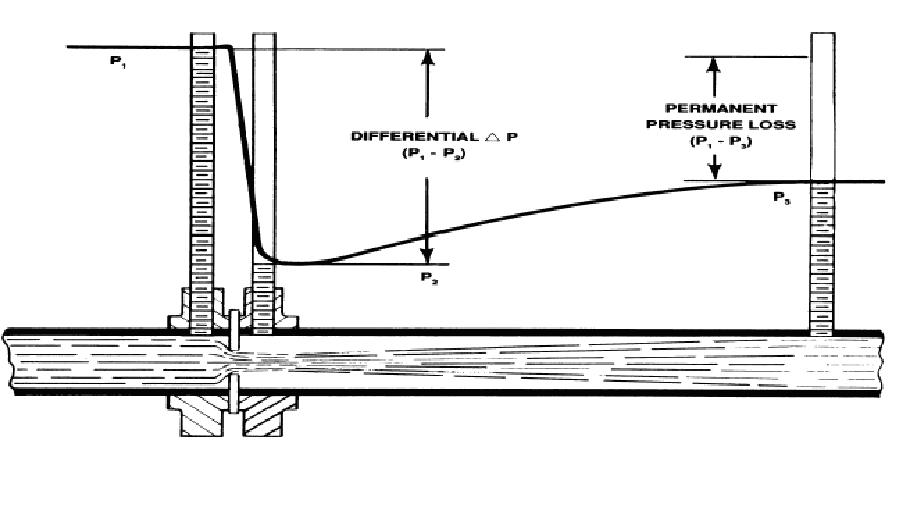 P₁
DIFFERENTIAL △ P
(P₁ - P₂)
PERMANENT
PRESSURE LOSS
(P₁ - P₃)
P₃
P₂